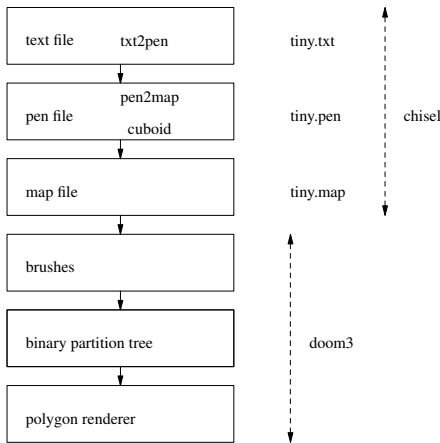 text file txt2pen tiny.txt
pen2map
pen file tiny.pen chisel
cuboid
map file tiny.map
brushes
binary partition tree doom3
polygon renderer